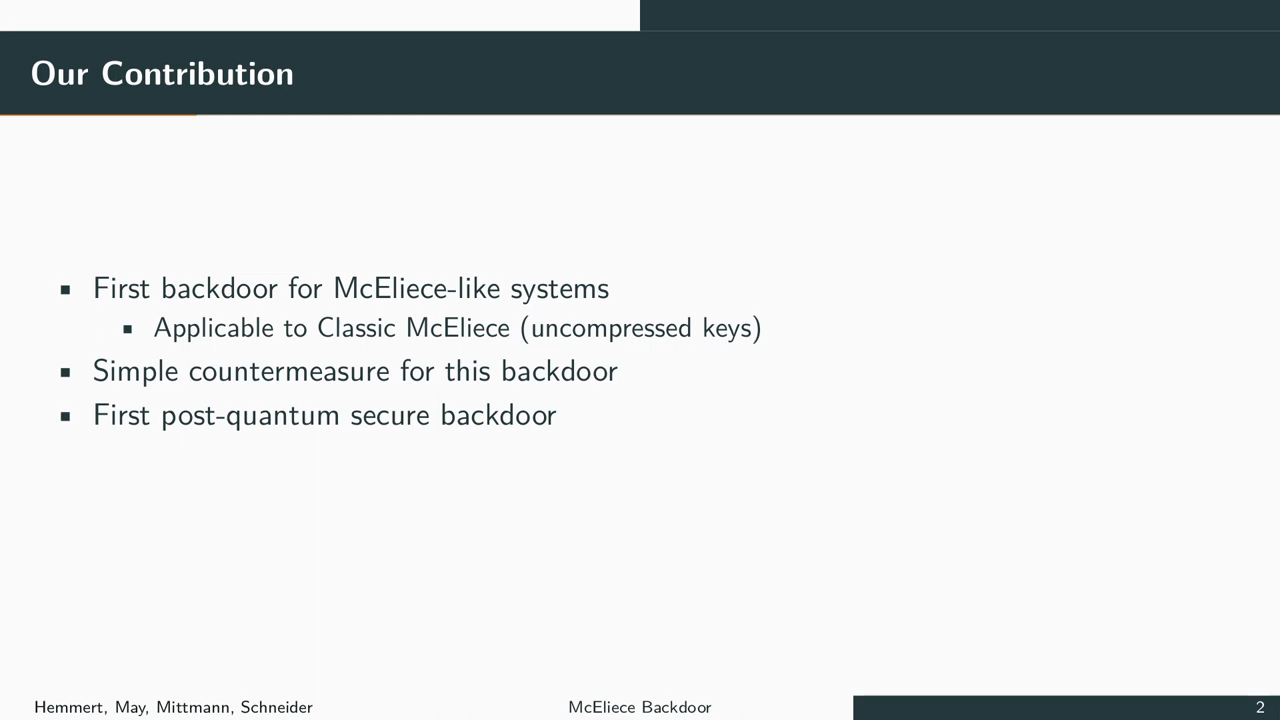 Our Contribution
▪ First backdoor for McEliece-like systems
▪ Applicable to Classic McEliece (uncompressed keys)
▪ Simple countermeasure for this backdoor
▪ First post-quantum secure backdoor
Hemmert, May, Mittmann, Schneider
McEliece Backdoor
2